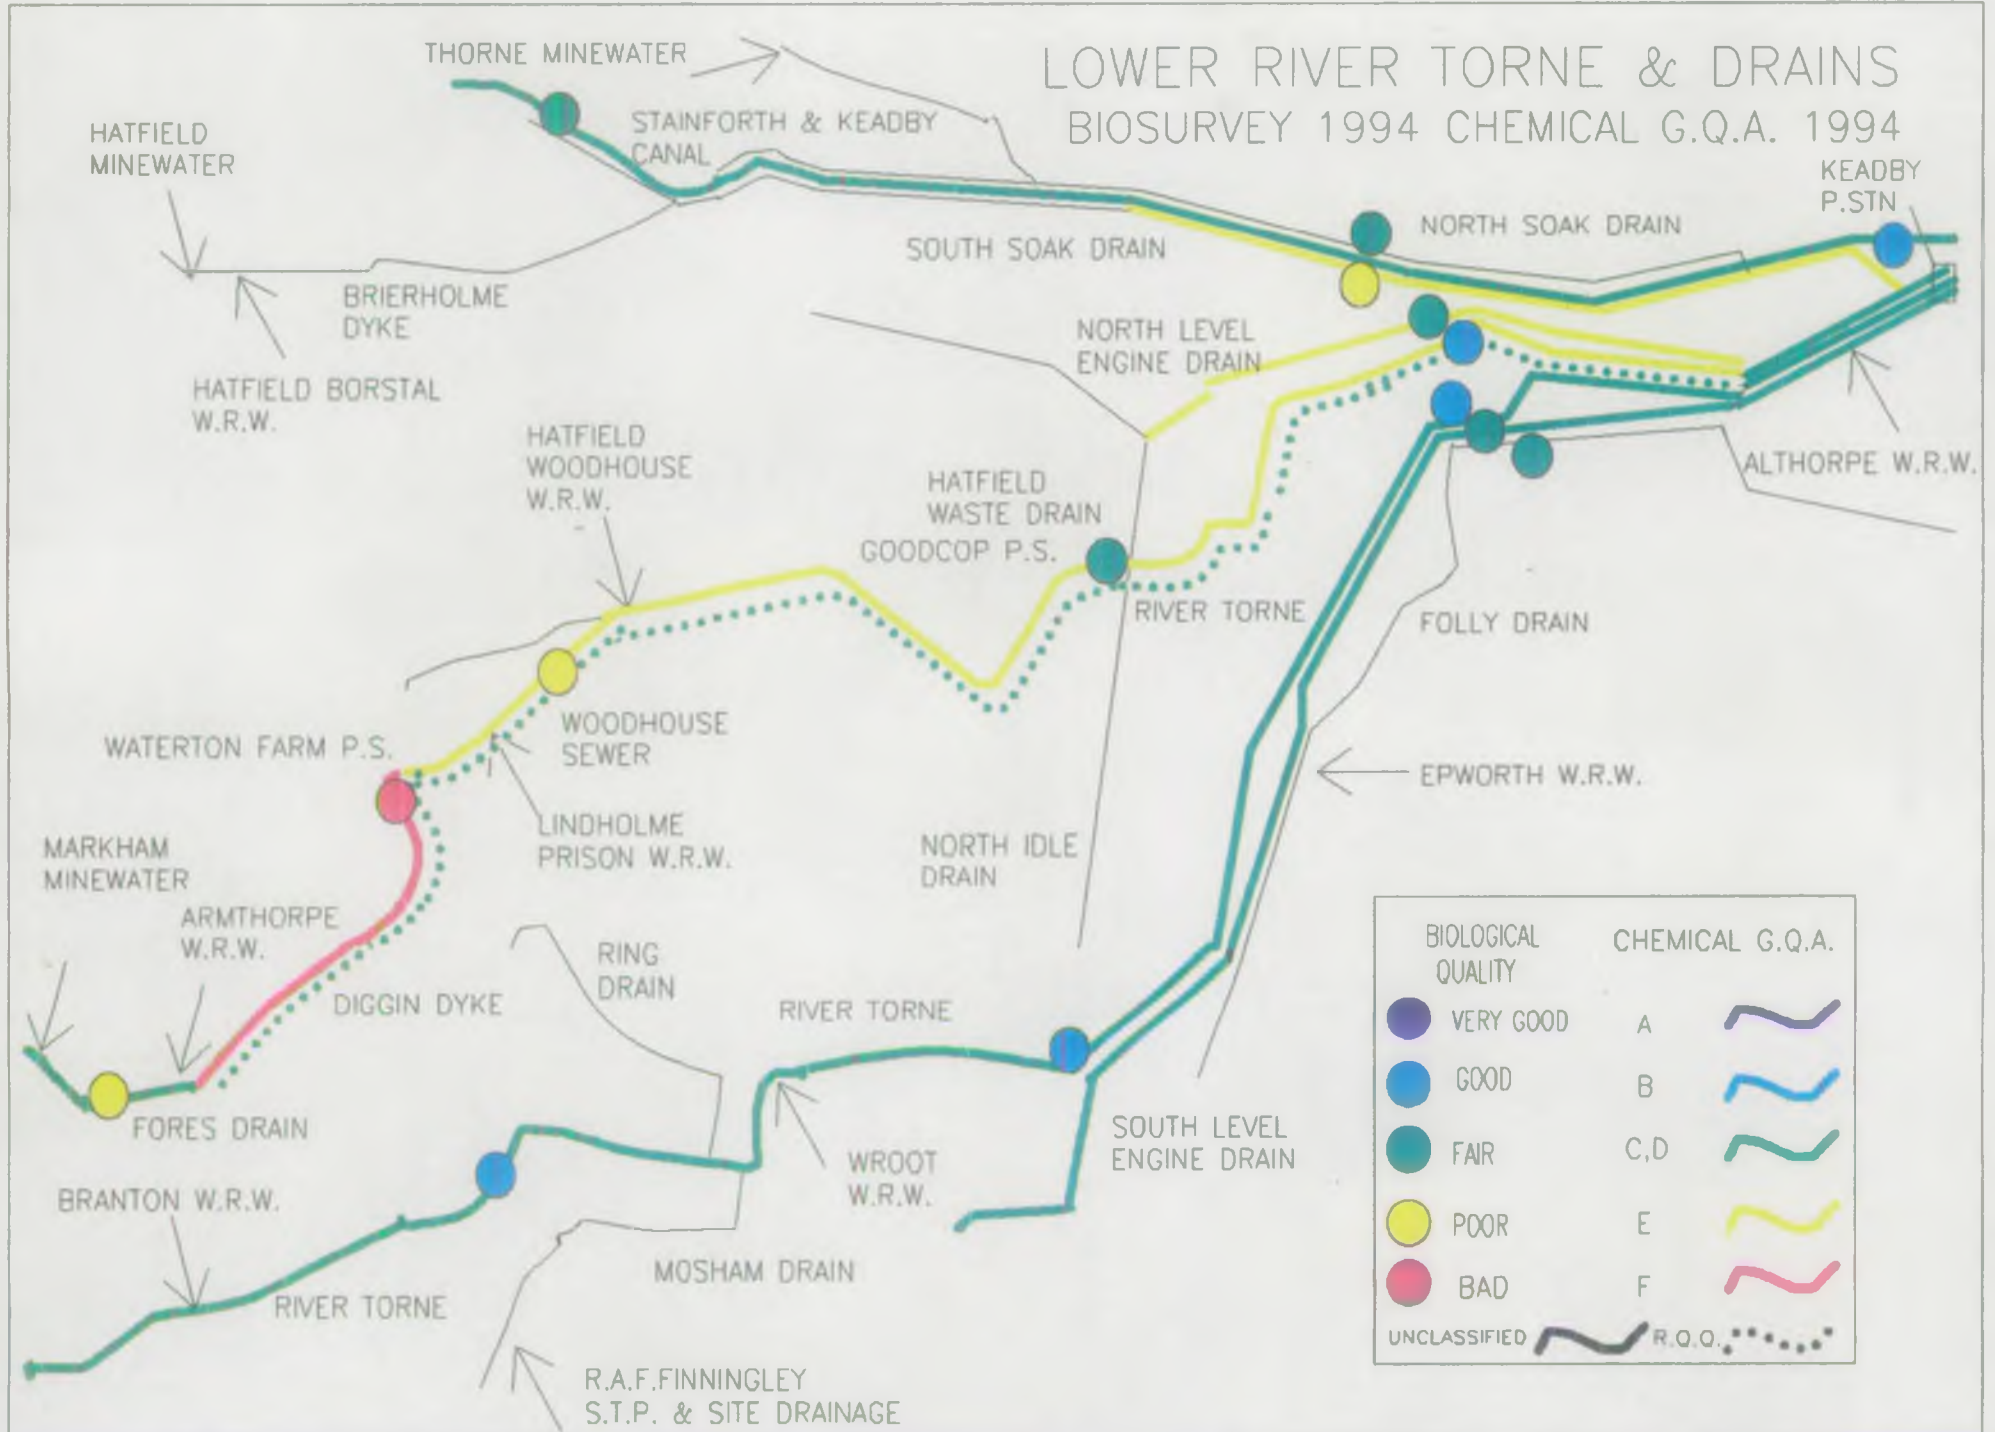 THORNE MINEWATER
LOWER RIVER TORNE & DRAINS
BIOSURVEY 1994 CHEMICAL G.Q.A. 1994
HATFIELD
MINEWATER
STAINFORTH & KEADBY
CANAL
KEADBY
P.STN
NORTH SOAK DRAIN
SOUTH SOAK DRAIN
BRIERHOLME
DYKE
NORTH LEVEL
ENGINE DRAIN
HATFIELD BORSTAL
W.R.W.
HATFIELD
WOODHOUSE
W.R.W.
ALTHORPE W.R.W.
HATFIELD
WASTE DRAIN
GOODCOP P.S.
RIVER TORNE
FOLLY DRAIN
WOODHOUSE
SEWER
WATERTON FARM P.S.
EPWORTH W.R.W.
LINDHOLME
PRISON W.R.W.
NORTH IDLE
DRAIN
MARKHAM
MINEWATER
ARMTHORPE
W.R.W.
RING
DRAIN
DIGGIN DYKE
RIVER TORNE
FORES DRAIN
SOUTH LEVEL
ENGINE DRAIN
WROOT
W.R.W.
BRANTON W.R.W.
MOSHAM DRAIN
RIVER TORNE
R.A.F.FINNINGLEY
S.T.P. & SITE DRAINAGE
BIOLOGICAL
QUALITY
CHEMICAL G.Q.A.
VERY GOOD A
GOOD B
FAIR C,D
POOR E
BAD F
UNCLASSIFIED R.Q.O.